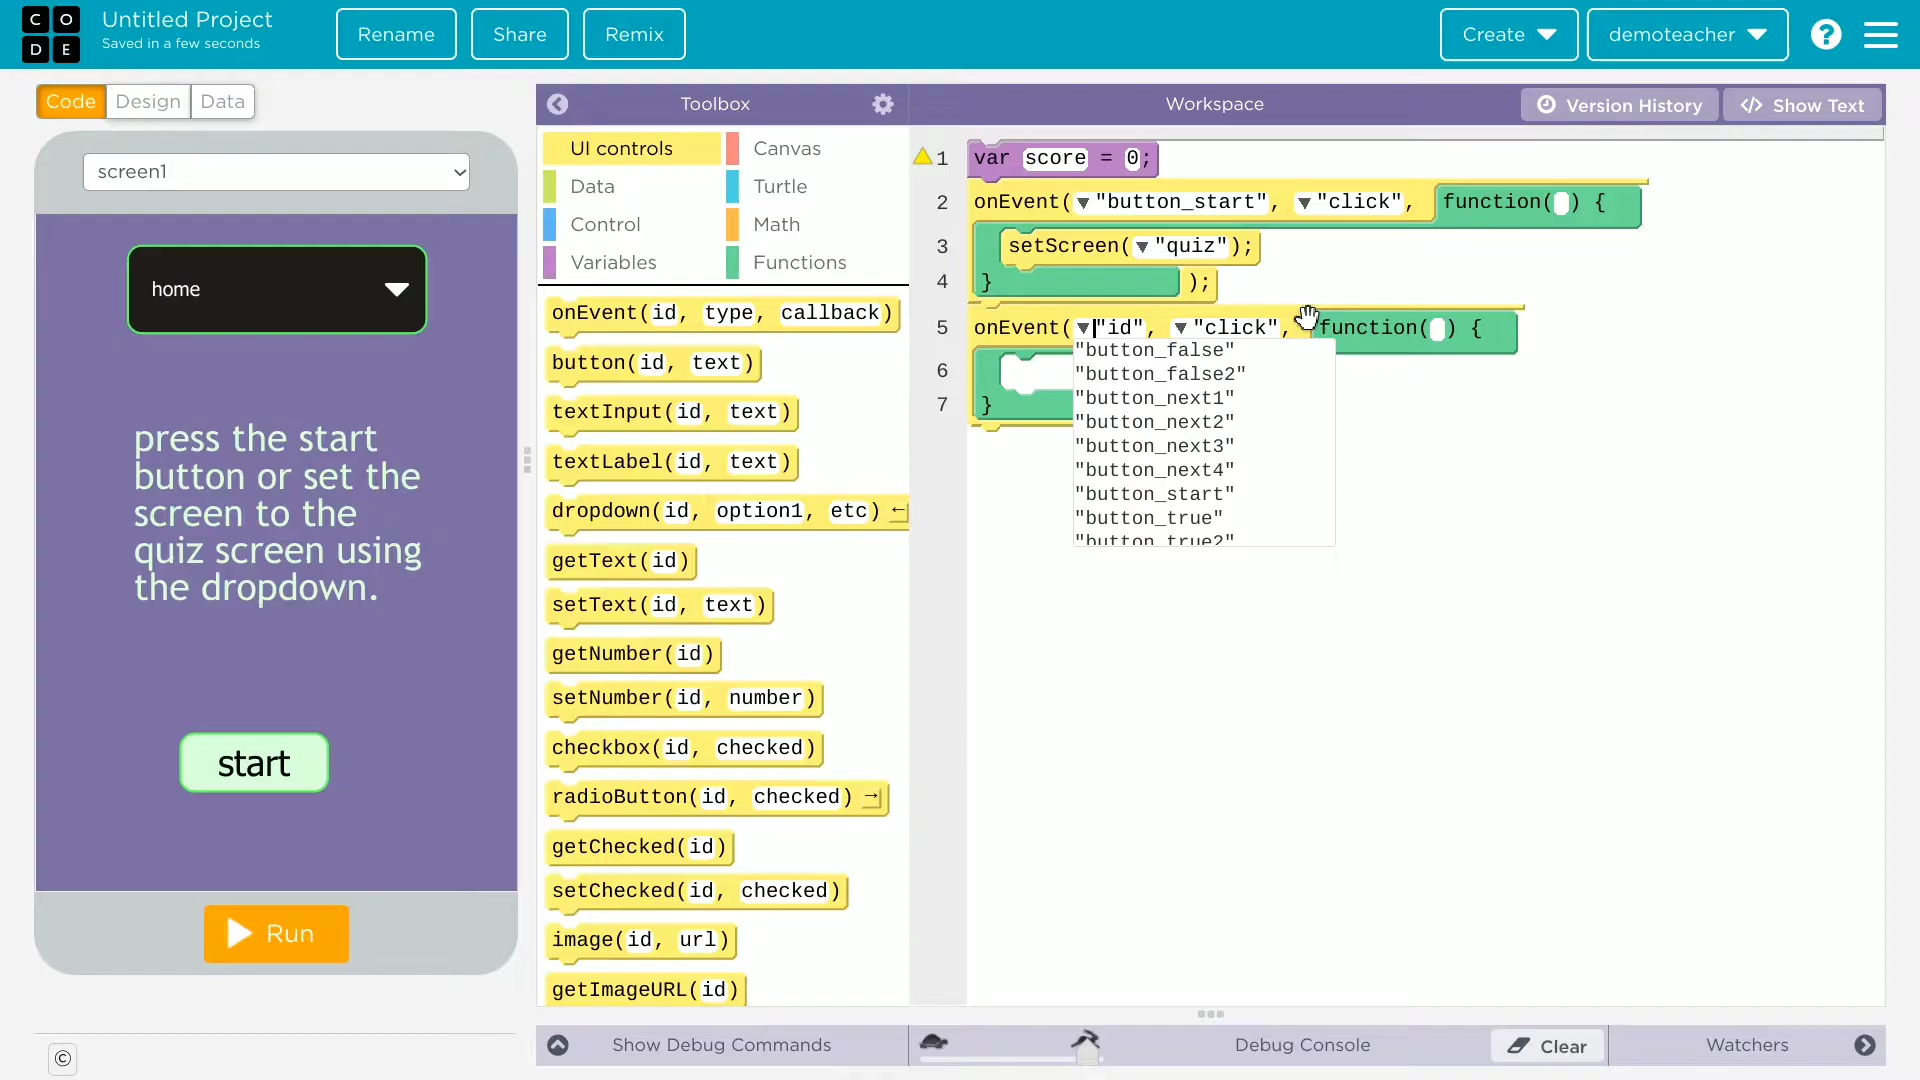 CO
DE
Untitled Project
Saved in a few seconds
Rename
Share
Remix
Create
demoteacher
?
Code
Design
Data
screen1
home
press the start
button or set the
screen to the
quiz screen using
the dropdown.
start
Run
©
Toolbox
UI controls
Canvas
Data
Turtle
Control
Math
Variables
Functions
onEvent(id, type, callback)
button(id, text)
textInput(id, text)
textLabel(id, text)
dropdown(id, option1, etc) ←
getText(id)
setText(id, text)
getNumber(id)
setNumber(id, number)
checkbox(id, checked)
radioButton(id, checked) →
getChecked(id)
setChecked(id, checked)
image(id, url)
getImageURL(id)
Workspace
Version History
</> Show Text
1 var score = 0;
2 onEvent(▼"button_start", ▼"click", function() {
3 setScreen(▼"quiz");
4 } );
5 onEvent(▼"id", ▼"click", function() {
6
7 }
"button_false"
"button_false2"
"button_next1"
"button_next2"
"button_next3"
"button_next4"
"button_start"
"button_true"
"button_true2"
Show Debug Commands
Debug Console
Clear
Watchers